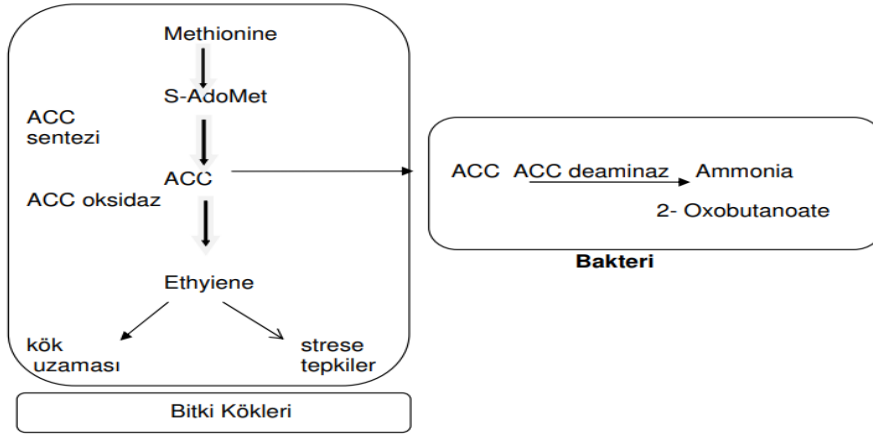 Methionine
S-AdoMet
ACC
sentezi
ACC
ACC oksidaz
Ethyiene
kök
uzaması
strese
tepkiler
Bitki Kökleri
ACC ACC deaminaz Ammonia
2- Oxobutanoate
Bakteri